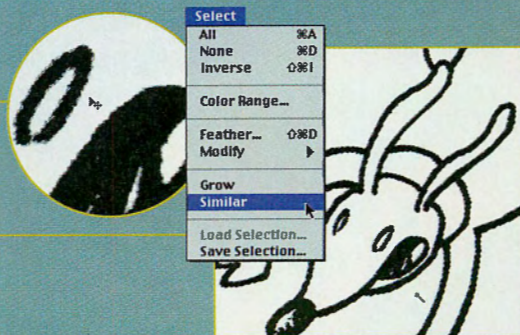 Select
All ⌘A
None ⌘D
Inverse ⇧⌘I
Color Range...
Feather... ⇧⌘D
Modify ▶
Grow
Similar
Load Selection...
Save Selection...